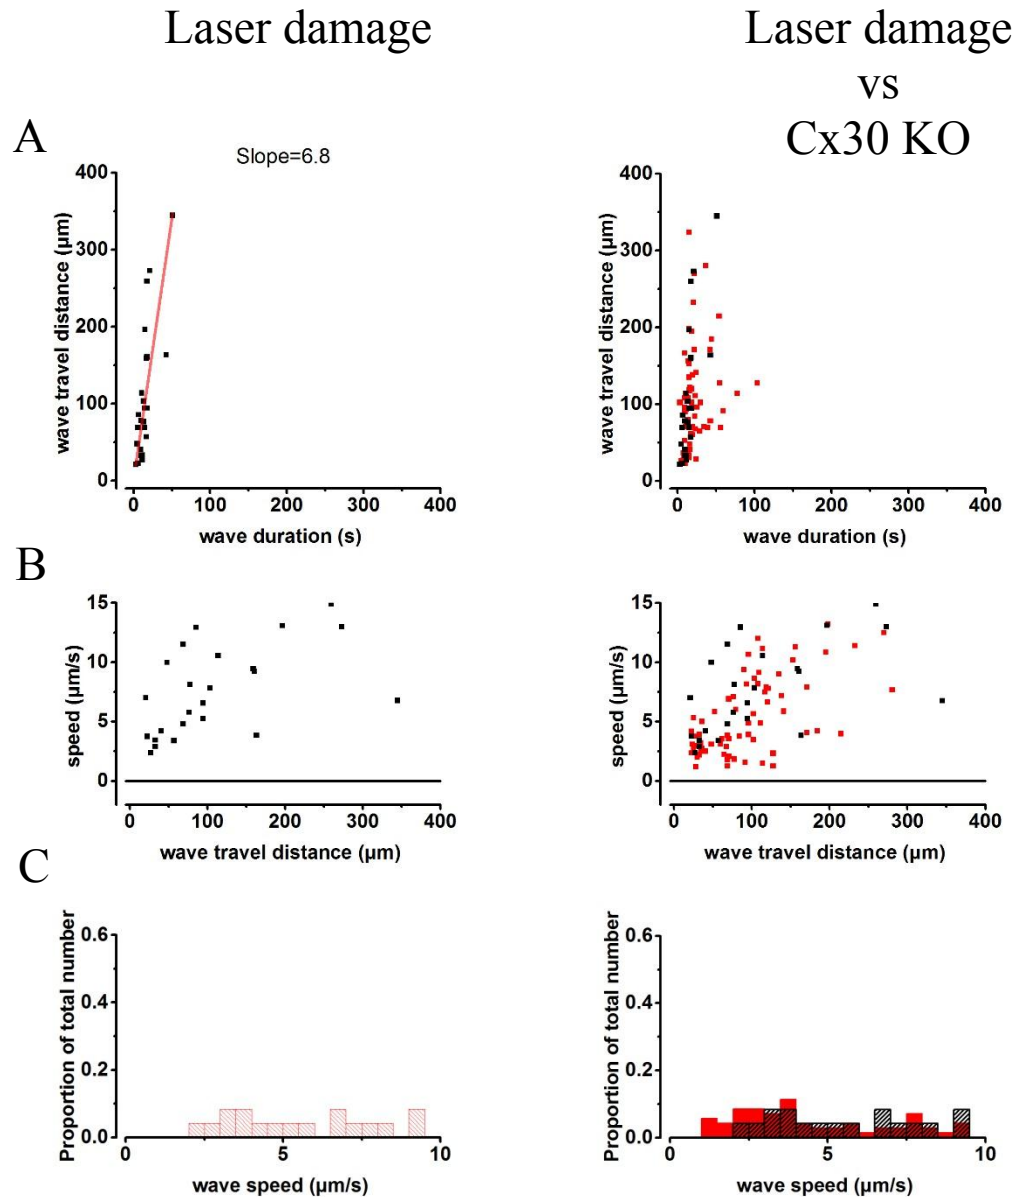 Laser damage
Laser damage
vs
Cx30 KO
A
Slope=6.8
wave travel distance (µm)
400
300
200
100
0
0 100 200 300 400
wave duration (s)
wave travel distance (µm)
400
300
200
100
0
0 100 200 300 400
wave duration (s)
B
speed (µm/s)
15
10
5
0
0 100 200 300 400
wave travel distance (µm)
speed (µm/s)
15
10
5
0
0 100 200 300 400
wave travel distance (µm)
C
Proportion of total number
0.6
0.4
0.2
0.0
5 10
wave speed (µm/s)
Proportion of total number
0.6
0.4
0.2
0.0
5 10
wave speed (µm/s)